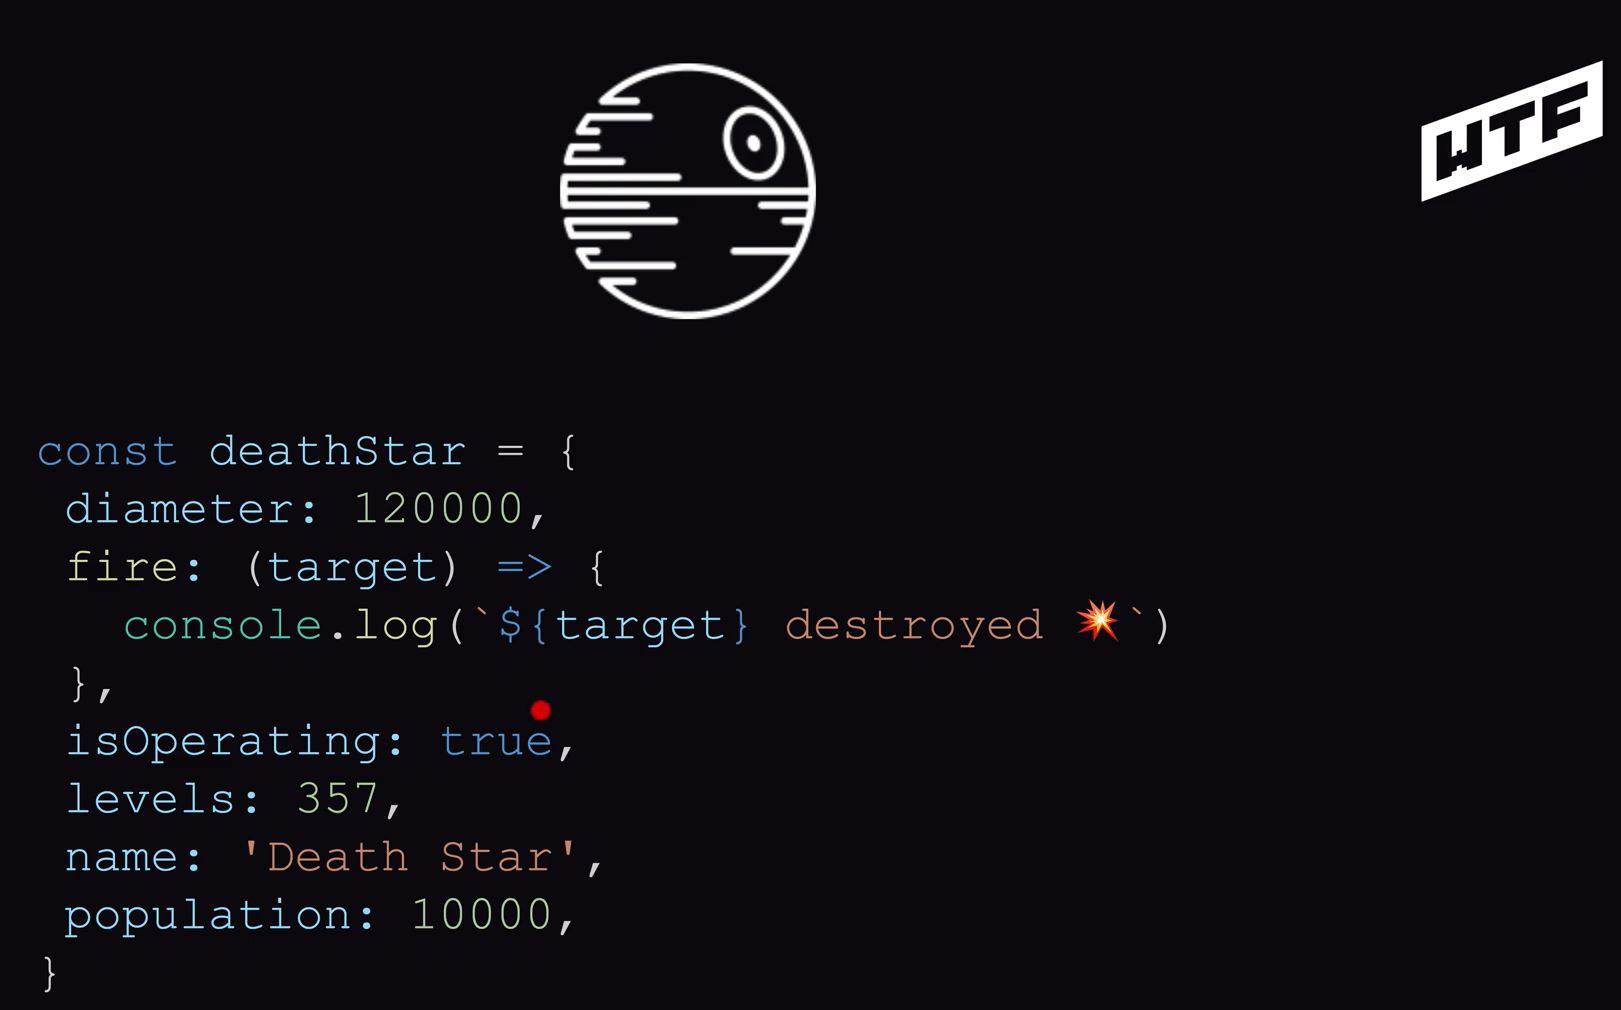 WTF
const deathStar = {
 diameter: 120000,
 fire: (target) => {
   console.log(`${target} destroyed 💥`)
 },
 isOperating: true,
 levels: 357,
 name: 'Death Star',
 population: 10000,
}